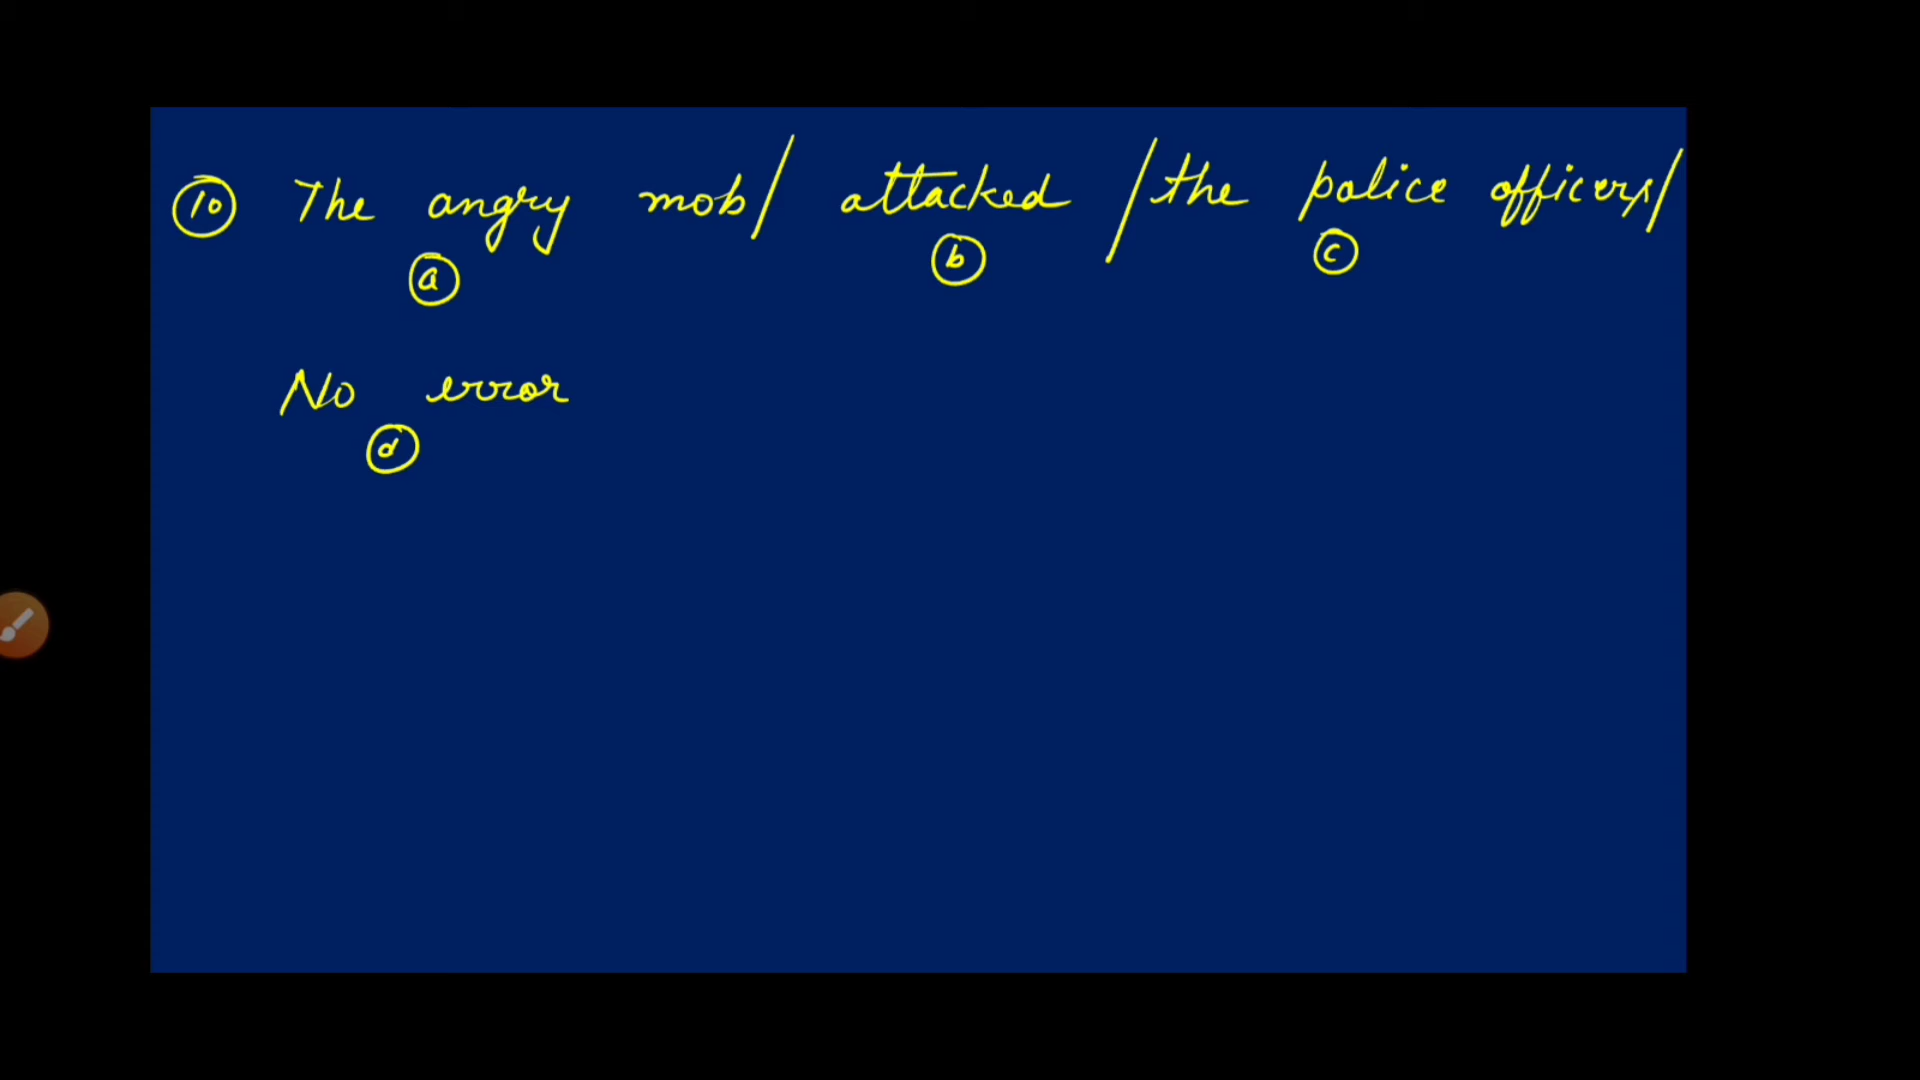 10 The angry mob/ attacked /the police officers/
a b c
No error
d